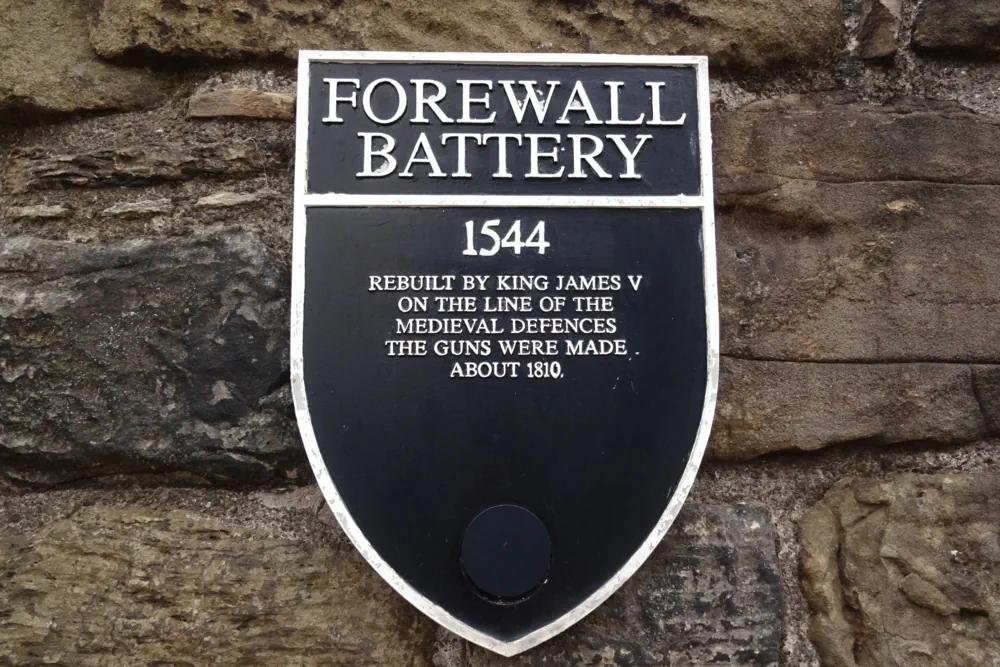 FOREWALL
BATTERY
1544
REBUILT BY KING JAMES V
ON THE LINE OF THE
MEDIEVAL DEFENCES
THE GUNS WERE MADE
ABOUT 1810.